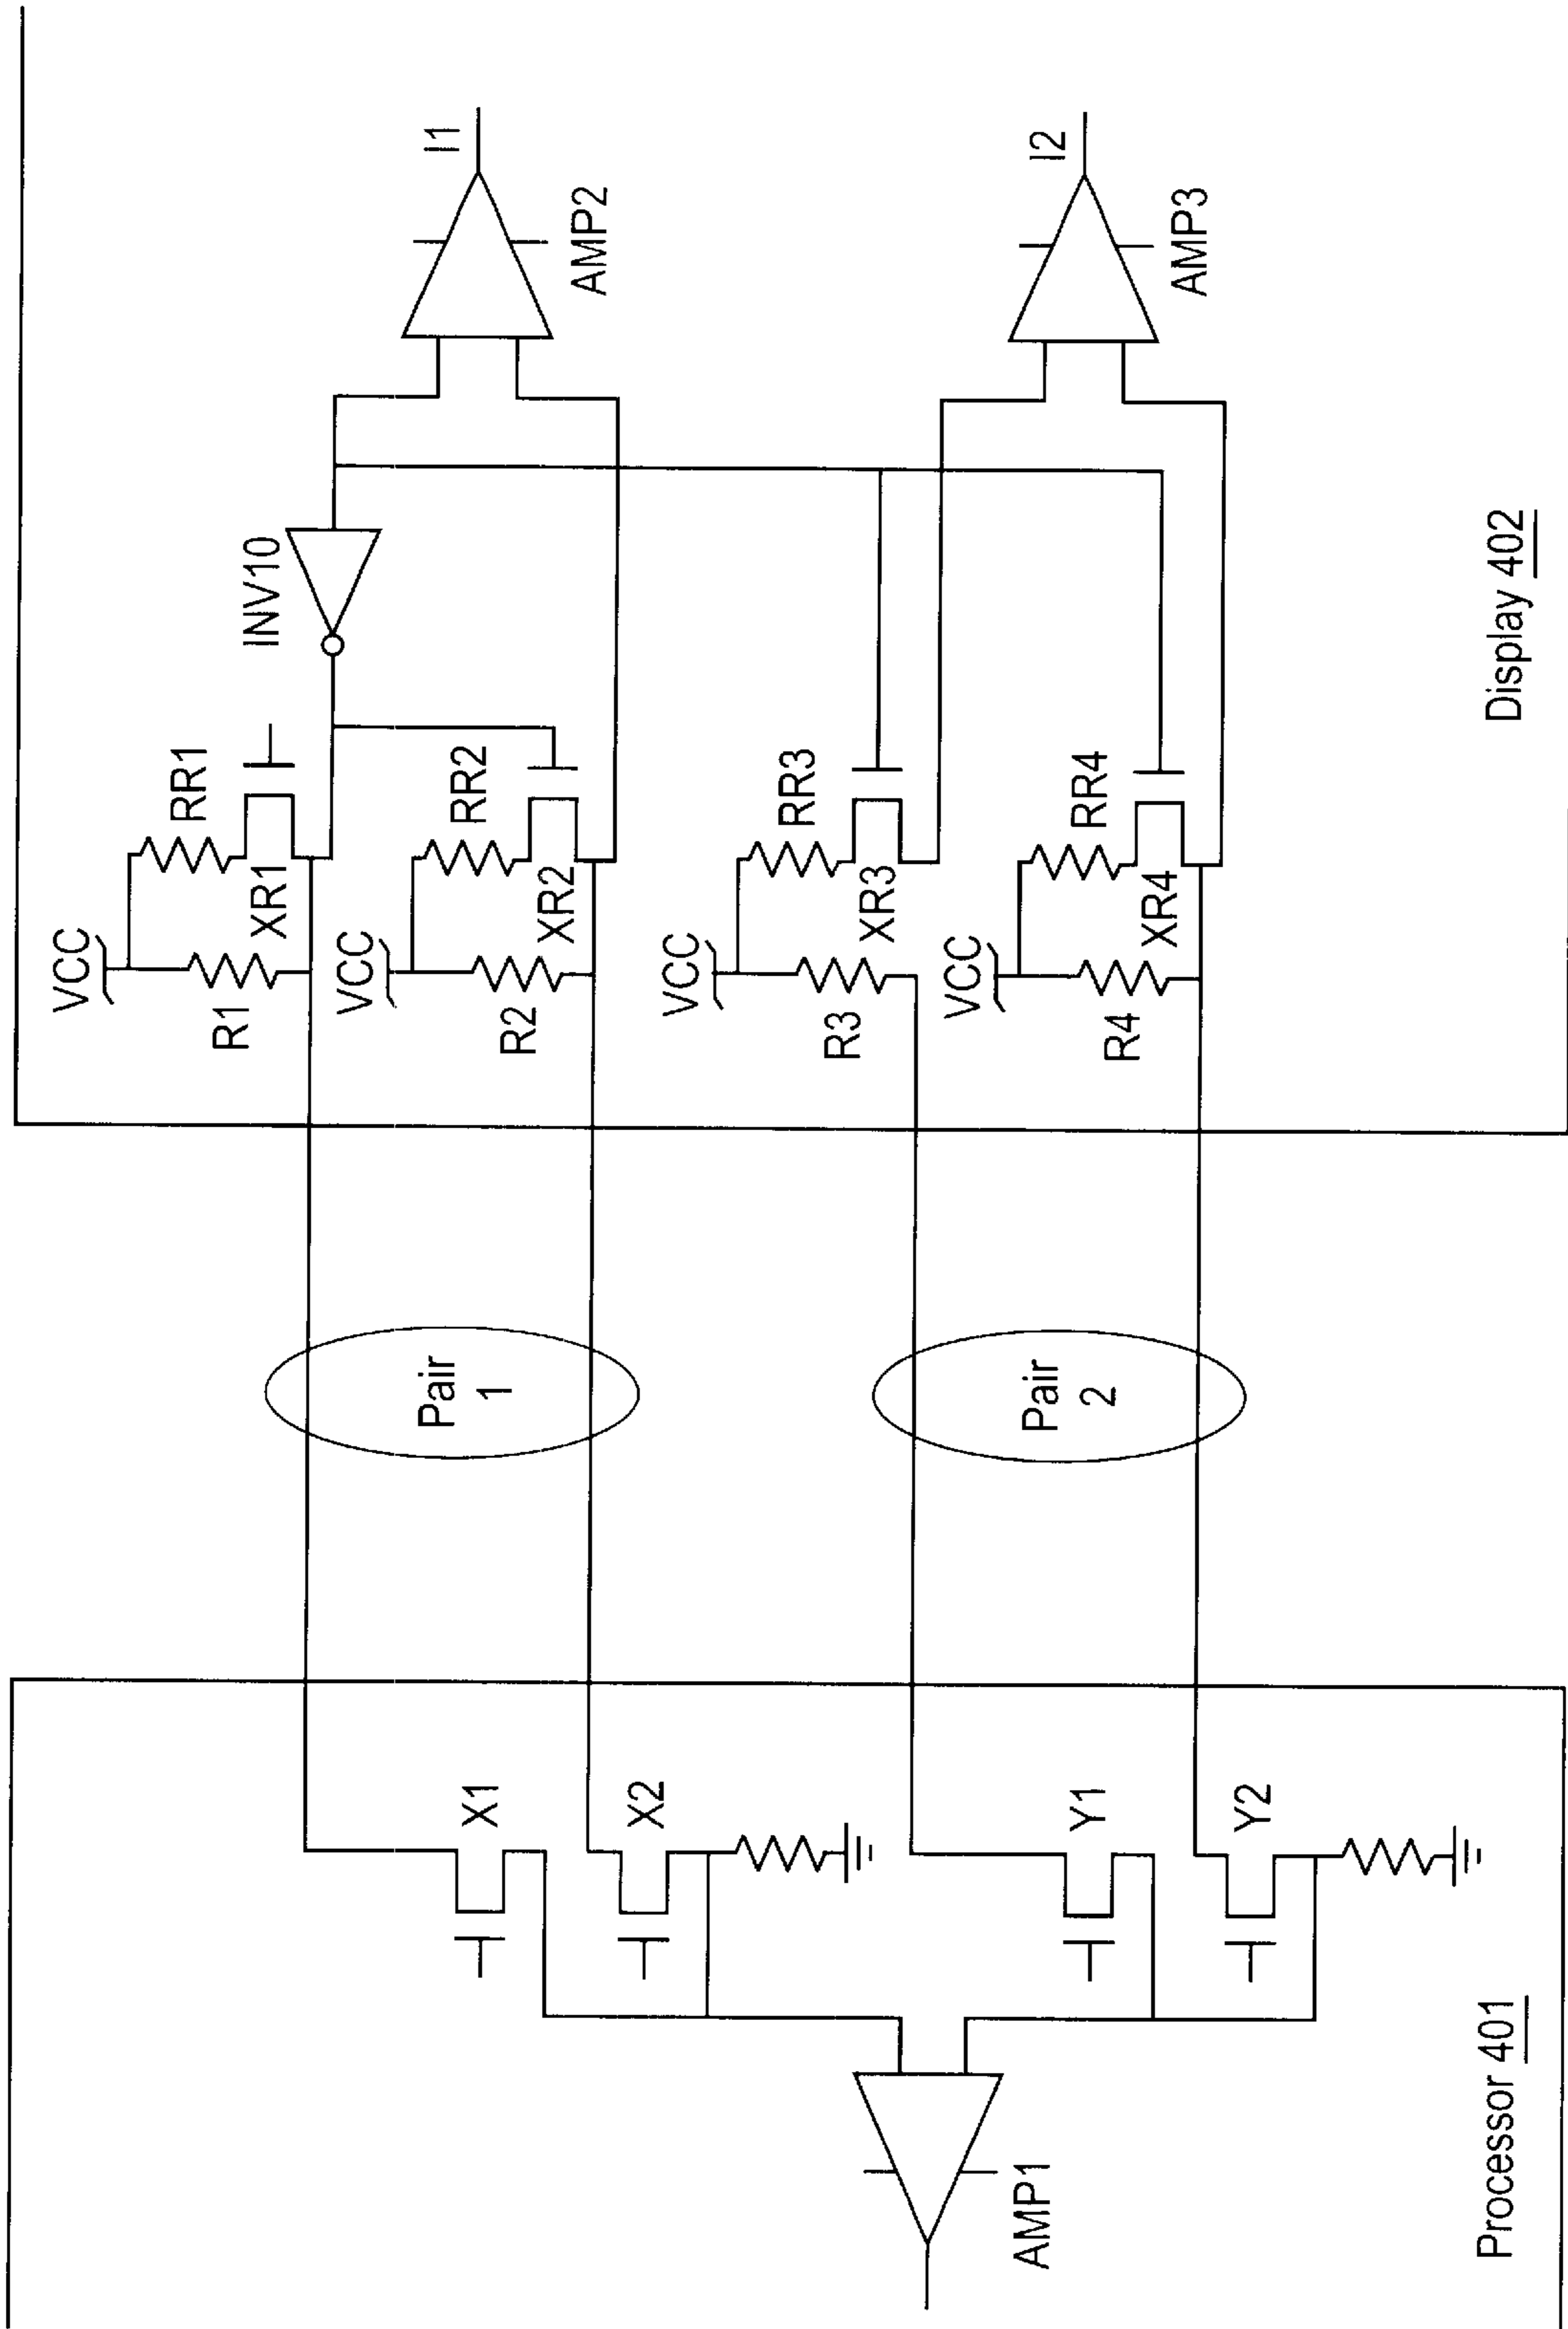 VCC
R1
RR1
XR1
INV10
I1
AMP2
VCC
R2
RR2
XR2
Pair
1
X1
X2
VCC
R3
RR3
XR3
I2
AMP3
VCC
R4
RR4
XR4
Pair
2
Y1
Y2
AMP1
Processor 401
Display 402